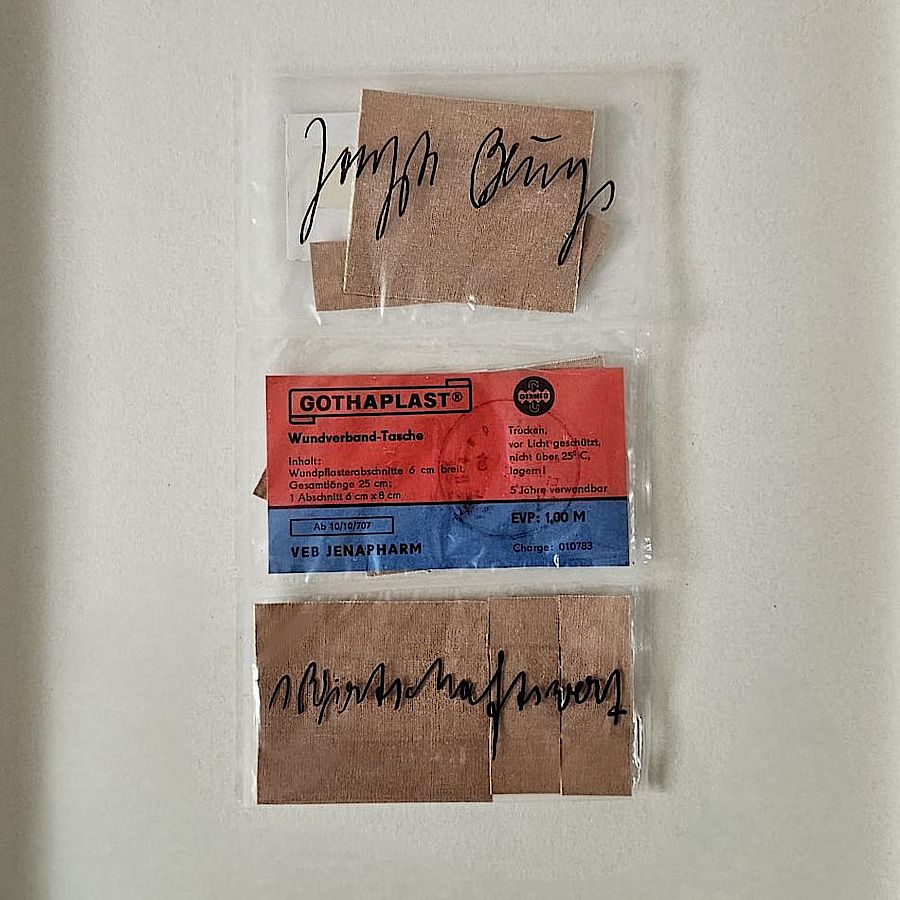 Joseph Beuys
GOTHAPLAST®
GERMED
Wundverband-Tasche
Inhalt:
Wundpflasterabschnitte 6 cm breit,
Gesamtlänge 25 cm;
1 Abschnitt 6 cm x 8 cm
Trocken,
vor Licht geschützt,
nicht über 25° C,
lagern!
5 Jahre verwendbar
Ab 10/10/707
VEB JENAPHARM
EVP: 1,00 M
Charge: 010783
1 Wirtschaftswert